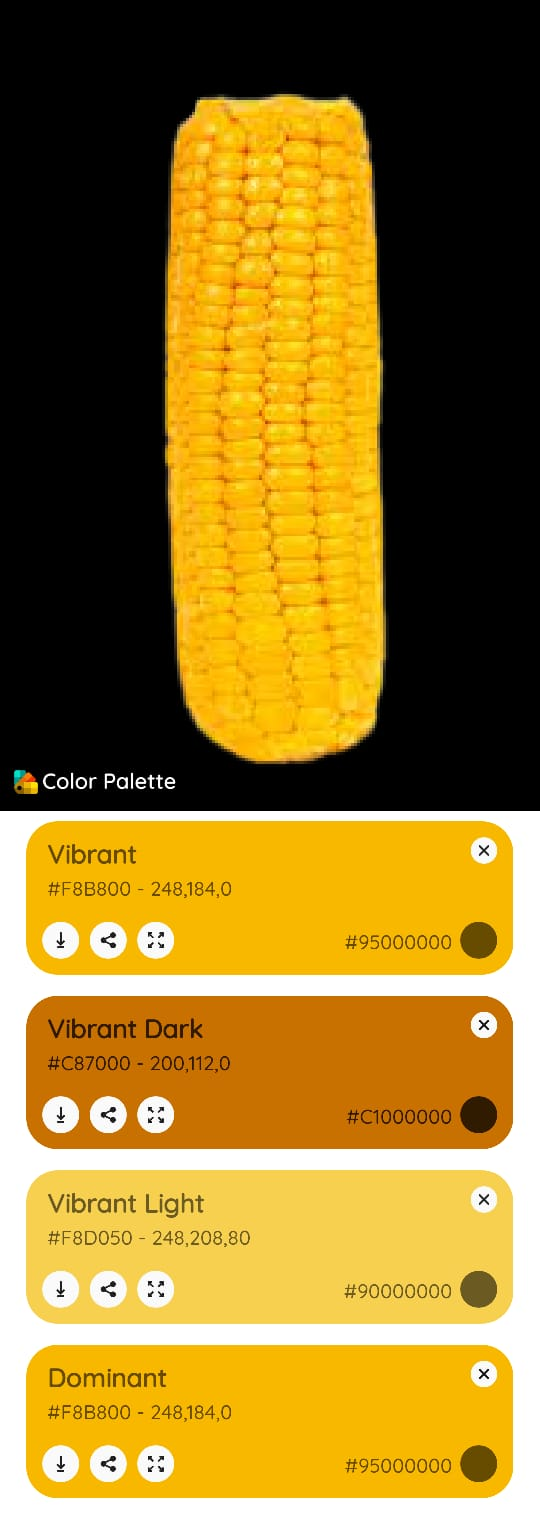 Color Palette
Vibrant
#F8B800 - 248,184,0
#95000000
Vibrant Dark
#C87000 - 200,112,0
#C1000000
Vibrant Light
#F8D050 - 248,208,80
#90000000
Dominant
#F8B800 - 248,184,0
#95000000